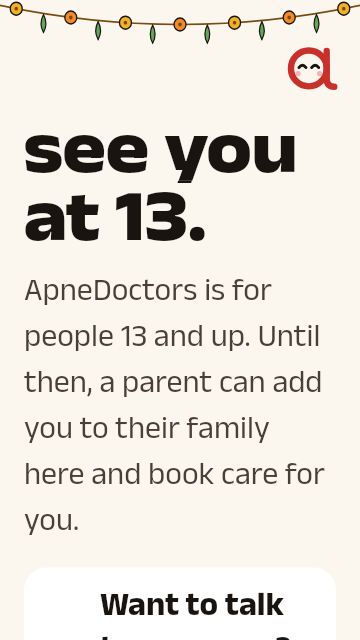 see you
at 13.
ApneDoctors is for
people 13 and up. Until
then, a parent can add
you to their family
here and book care for
you.
Want to talk